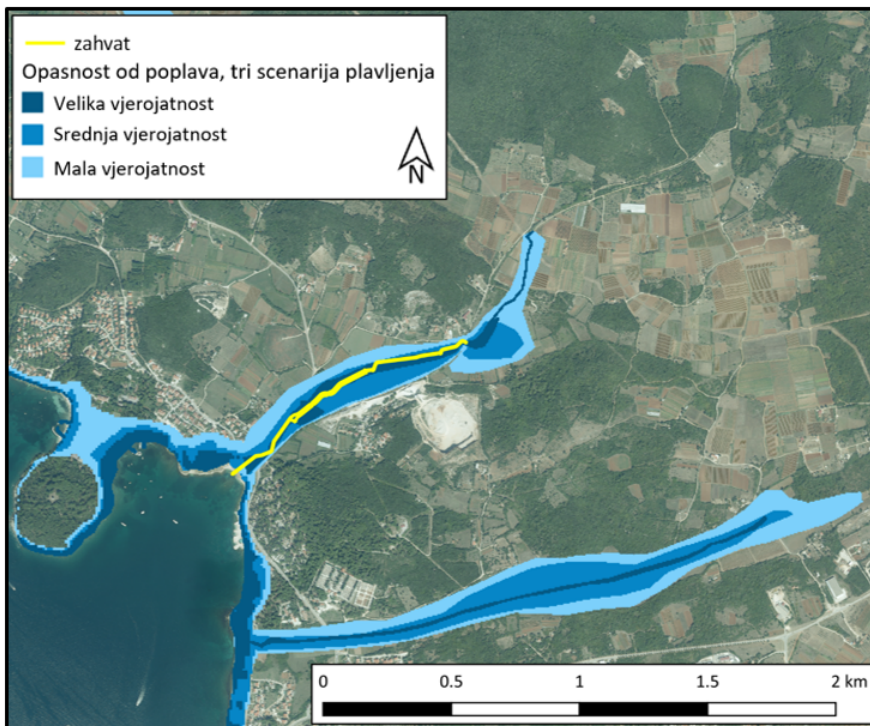 zahvat
Opasnost od poplava, tri scenarija plavljenja
Velika vjerojatnost
Srednja vjerojatnost
Mala vjerojatnost
N
0 0.5 1 1.5 2 km